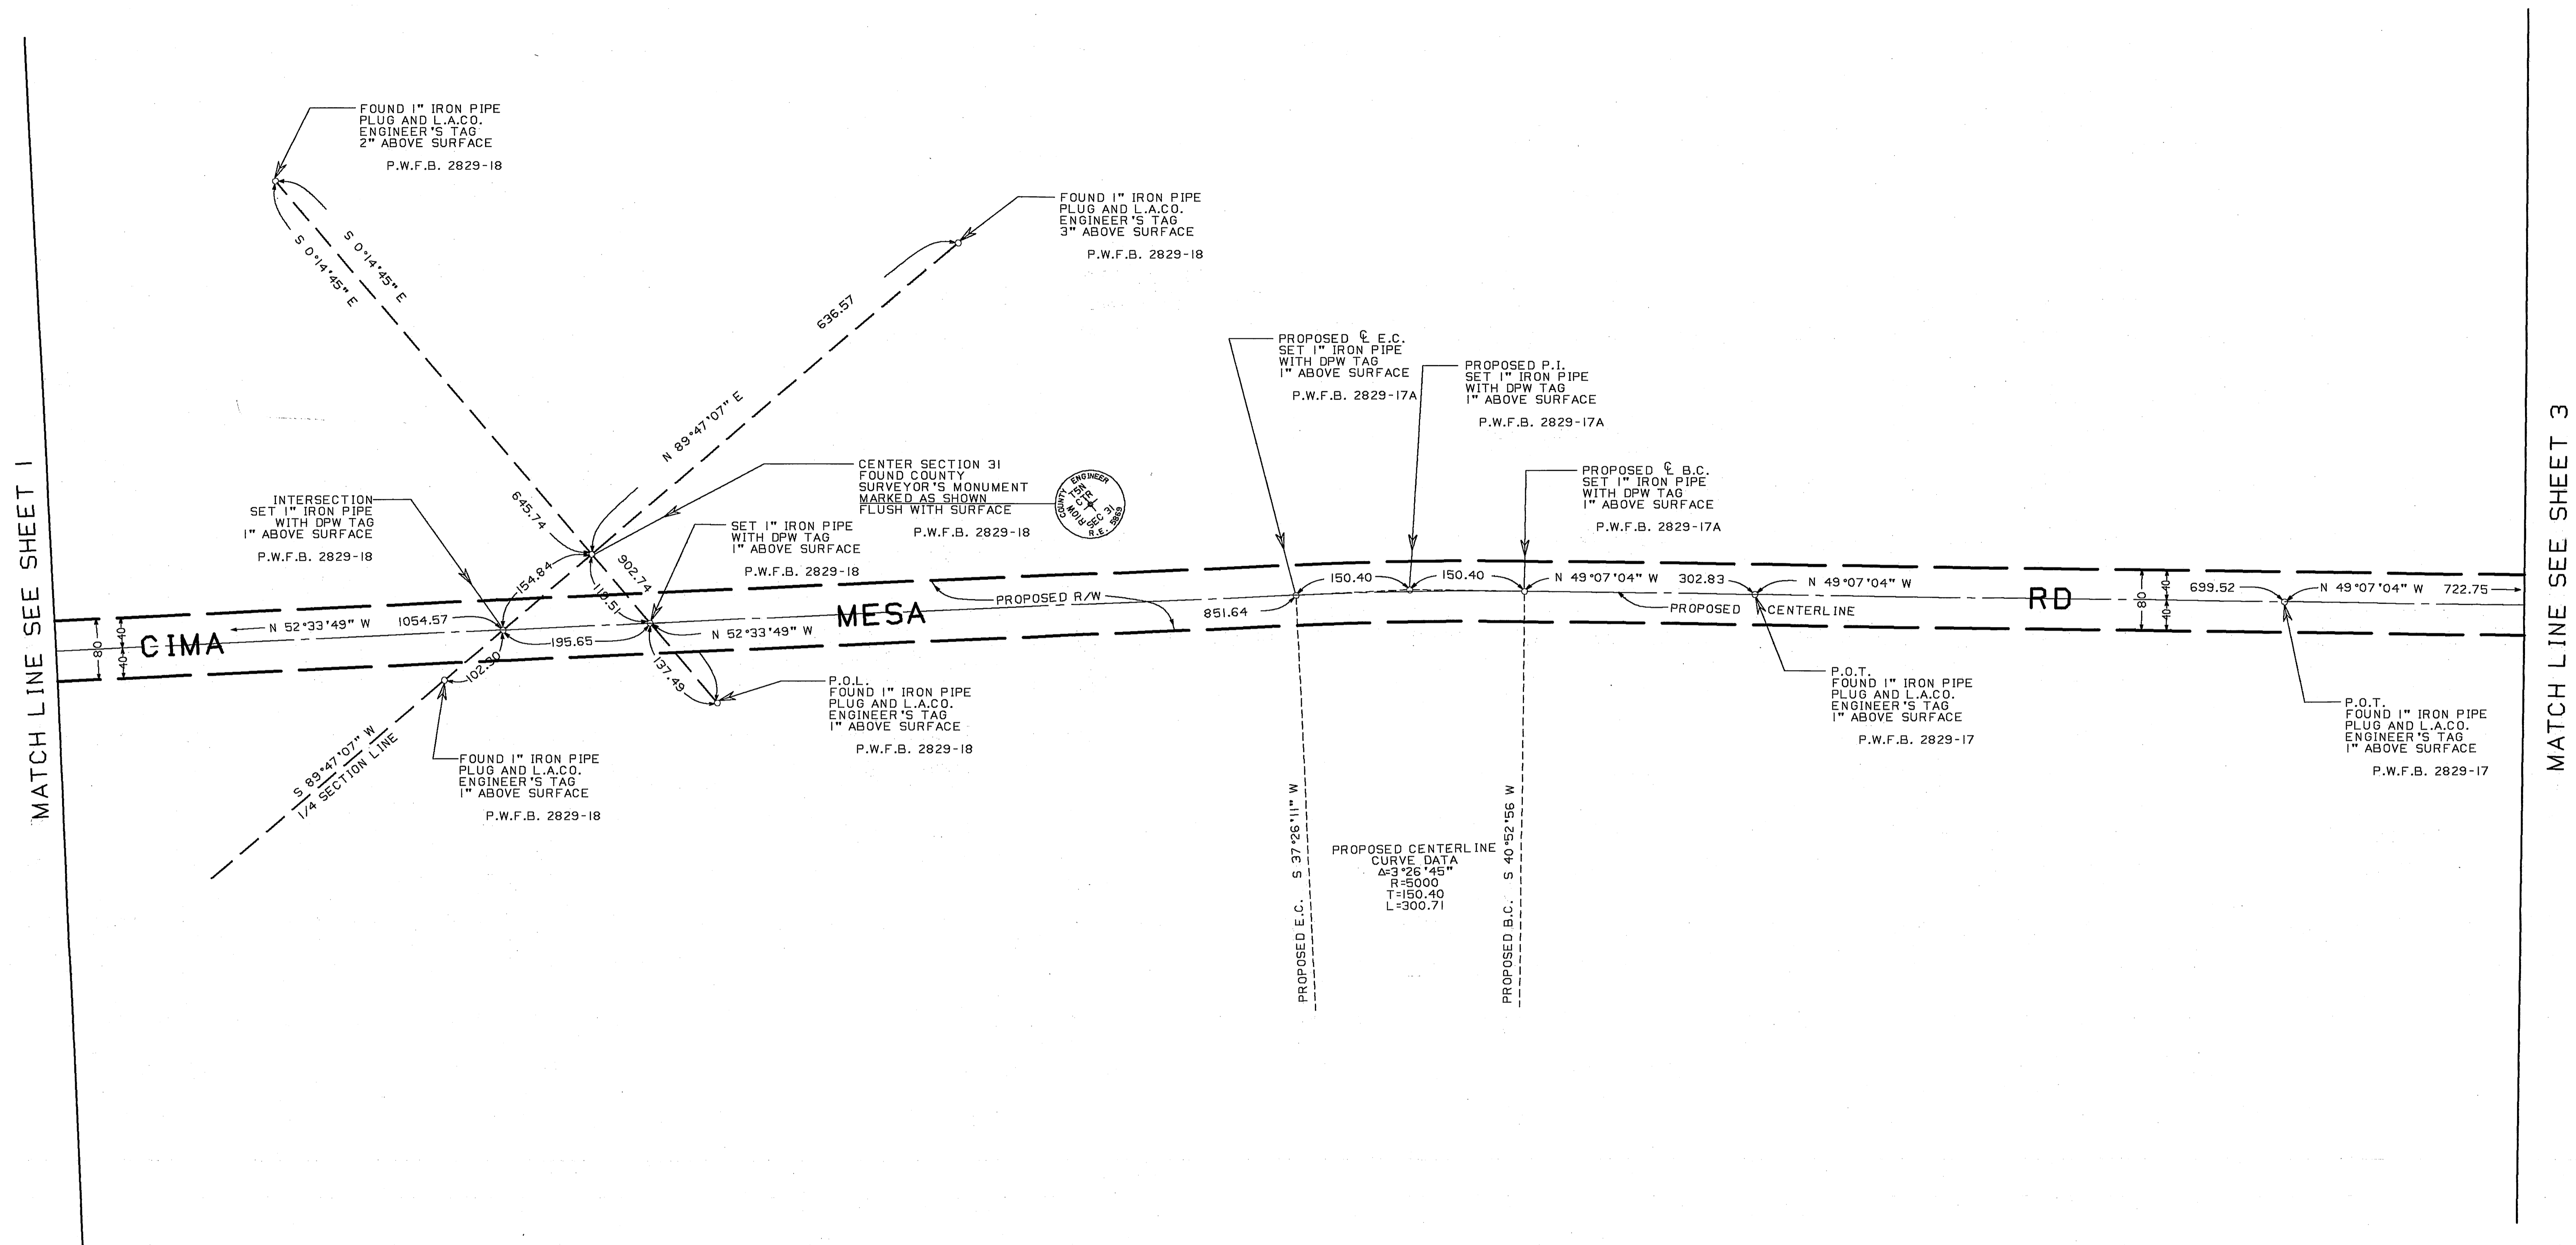 MATCH LINE SEE SHEET 1
FOUND 1" IRON PIPE
PLUG AND L.A.CO.
ENGINEER'S TAG
2" ABOVE SURFACE
P.W.F.B. 2829-18
S 0°14'45" E
S 0°14'45" E
645.74
FOUND 1" IRON PIPE
PLUG AND L.A.CO.
ENGINEER'S TAG
3" ABOVE SURFACE
P.W.F.B. 2829-18
636.57
N 89°47'07" E
CENTER SECTION 31
FOUND COUNTY
SURVEYOR'S MONUMENT
MARKED AS SHOWN
FLUSH WITH SURFACE
P.W.F.B. 2829-18
COUNTY ENGINEER
T5N
CTR
SEC 31
R.E. 5869
INTERSECTION
SET 1" IRON PIPE
WITH DPW TAG
1" ABOVE SURFACE
P.W.F.B. 2829-18
SET 1" IRON PIPE
WITH DPW TAG
1" ABOVE SURFACE
P.W.F.B. 2829-18
154.84
902.74
195.65
102.30
137.49
80
40
40
CIMA
N 52°33'49" W
1054.57
N 52°33'49" W
MESA
PROPOSED R/W
851.64
S 89°47'07" W
1/4 SECTION LINE
FOUND 1" IRON PIPE
PLUG AND L.A.CO.
ENGINEER'S TAG
1" ABOVE SURFACE
P.W.F.B. 2829-18
P.O.L.
FOUND 1" IRON PIPE
PLUG AND L.A.CO.
ENGINEER'S TAG
1" ABOVE SURFACE
P.W.F.B. 2829-18
PROPOSED ℄ E.C.
SET 1" IRON PIPE
WITH DPW TAG
1" ABOVE SURFACE
P.W.F.B. 2829-17A
PROPOSED P.I.
SET 1" IRON PIPE
WITH DPW TAG
1" ABOVE SURFACE
P.W.F.B. 2829-17A
PROPOSED ℄ B.C.
SET 1" IRON PIPE
WITH DPW TAG
1" ABOVE SURFACE
P.W.F.B. 2829-17A
150.40
150.40
N 49°07'04" W
302.83
N 49°07'04" W
PROPOSED CENTERLINE
RD
80
40
40
699.52
N 49°07'04" W
722.75
PROPOSED E.C. S 37°26'11" W
PROPOSED B.C. S 40°52'56" W
PROPOSED CENTERLINE
CURVE DATA
Δ=3°26'45"
R=5000
T=150.40
L=300.71
P.O.T.
FOUND 1" IRON PIPE
PLUG AND L.A.CO.
ENGINEER'S TAG
1" ABOVE SURFACE
P.W.F.B. 2829-17
P.O.T.
FOUND 1" IRON PIPE
PLUG AND L.A.CO.
ENGINEER'S TAG
1" ABOVE SURFACE
P.W.F.B. 2829-17
MATCH LINE SEE SHEET 3